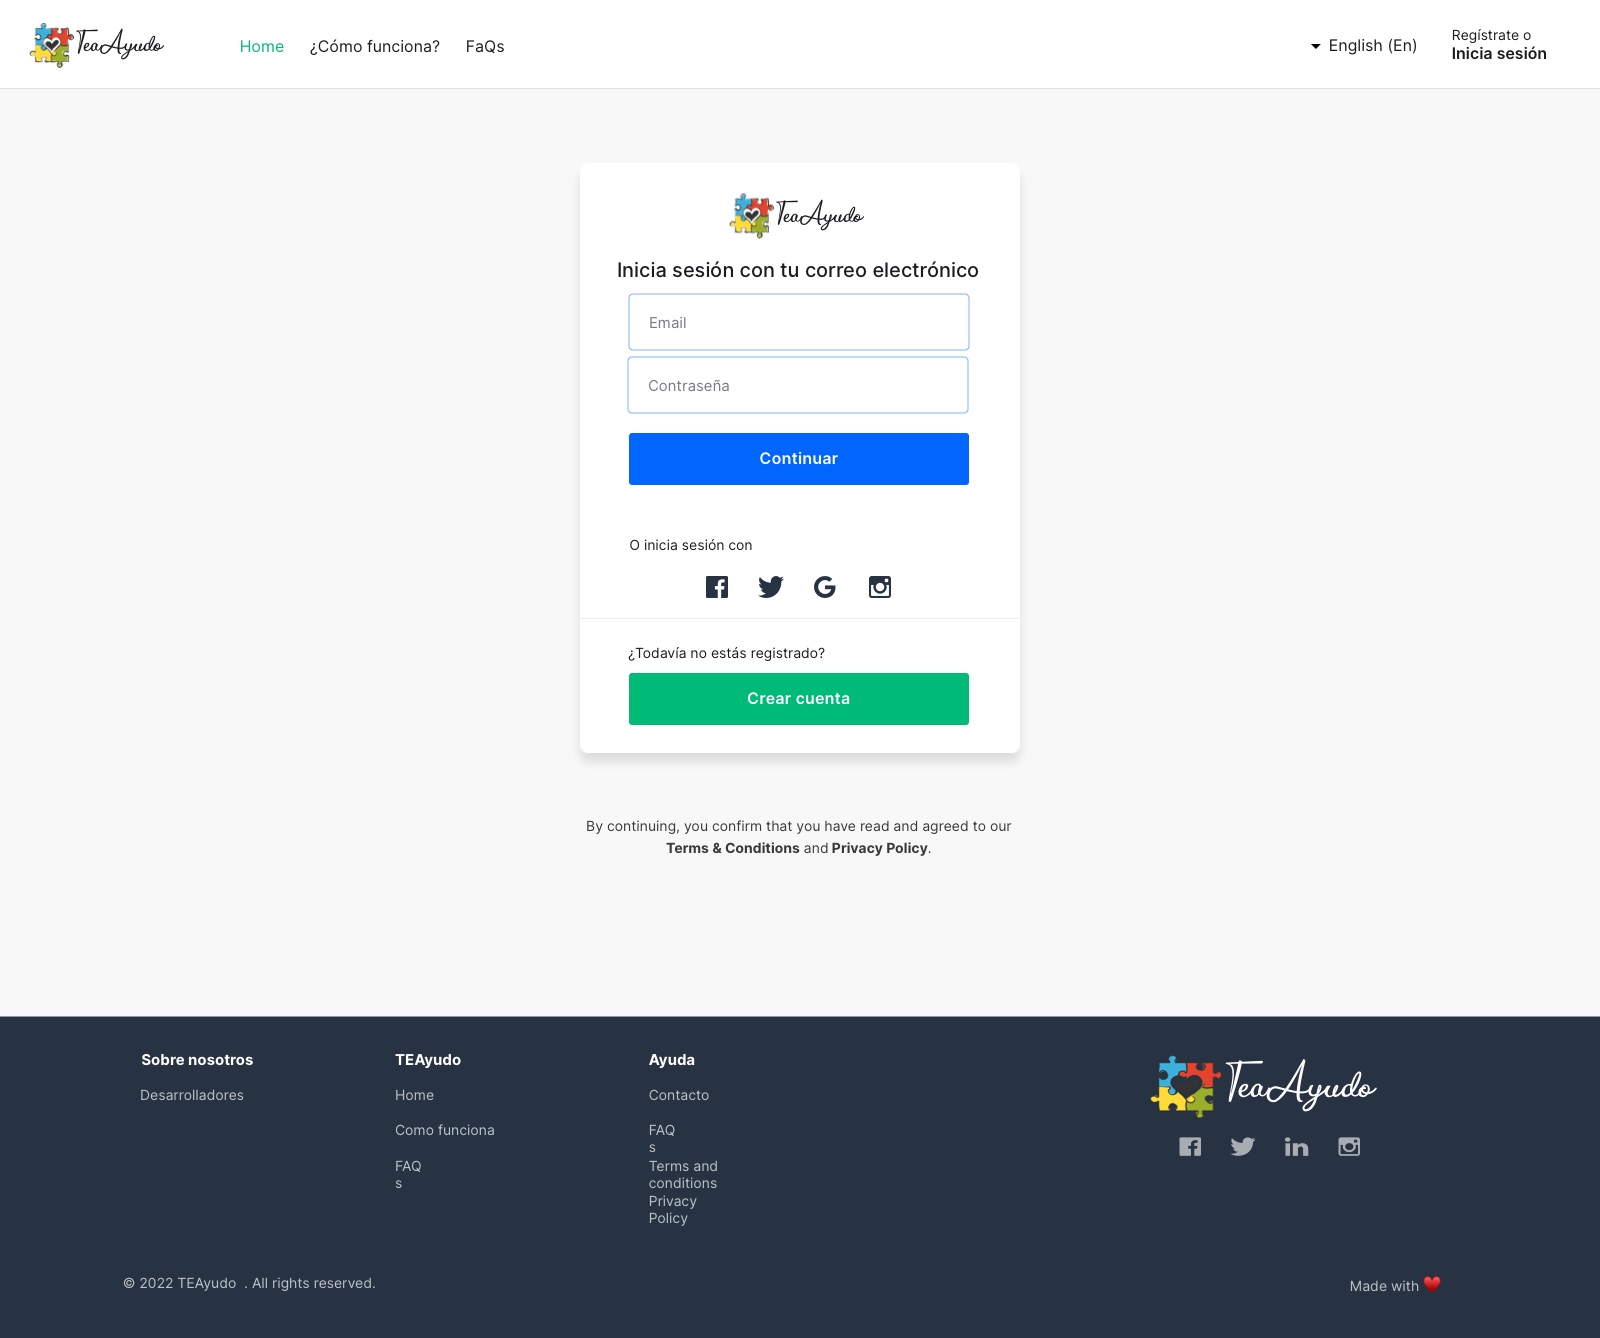 TeaAyudo
Home
¿Cómo funciona?
FaQs
English (En)
Regístrate o
Inicia sesión
TeaAyudo
Inicia sesión con tu correo electrónico
Email
Contraseña
Continuar
O inicia sesión con
¿Todavía no estás registrado?
Crear cuenta
By continuing, you confirm that you have read and agreed to our
Terms & Conditions and Privacy Policy.
Sobre nosotros
Desarrolladores
TEAyudo
Home
Como funciona
FAQ
s
Ayuda
Contacto
FAQ
s
Terms and
conditions
Privacy
Policy
TeaAyudo
© 2022 TEAyudo . All rights reserved.
Made with ❤️